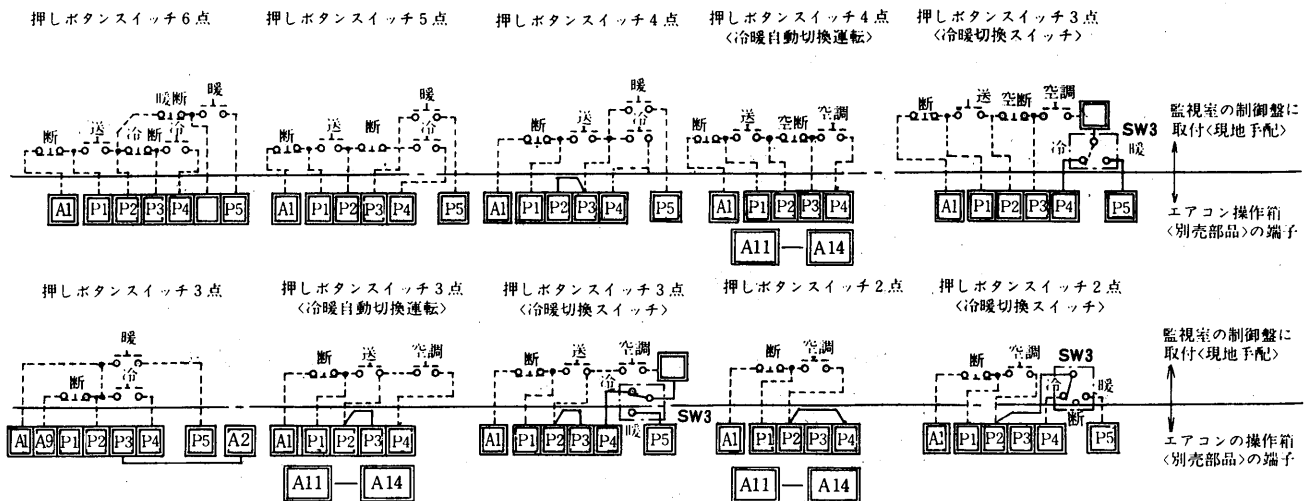 押しボタンスイッチ6点
押しボタンスイッチ5点
押しボタンスイッチ4点
押しボタンスイッチ4点
<冷暖自動切換運転>
押しボタンスイッチ3点
<冷暖切換スイッチ>
暖断 暖
断 送 冷 断 冷
A1 P1 P2 P3 P4 P5
暖
断 送 断 冷
A1 P1 P2 P3 P4 P5
暖
断 送 冷
A1 P1 P2 P3 P4 P5
断 送 空断 空調
A1 P1 P2 P3 P4
A11 A14
断 送 空断 空調
SW3
冷 暖
A1 P1 P2 P3 P4 P5
監視室の制御盤に
取付<現地手配>
エアコン操作箱
<別売部品>の端子
押しボタンスイッチ3点
押しボタンスイッチ3点
<冷暖自動切換運転>
押しボタンスイッチ3点
<冷暖切換スイッチ>
押しボタンスイッチ2点
押しボタンスイッチ2点
<冷暖切換スイッチ>
暖
断 冷
A1 A9 P1 P2 P3 P4 P5 A2
断 送 空調
A1 P1 P2 P3 P4
A11 A14
断 送 空調
冷
SW3
暖
A1 P1 P2 P3 P4 P5
断 空調
A1 P1 P2 P3 P4
A11 A14
断 空調 SW3
冷 暖
断
A1 P1 P2 P3 P4 P5
監視室の制御盤に
取付<現地手配>
エアコンの操作箱
<別売部品>の端子